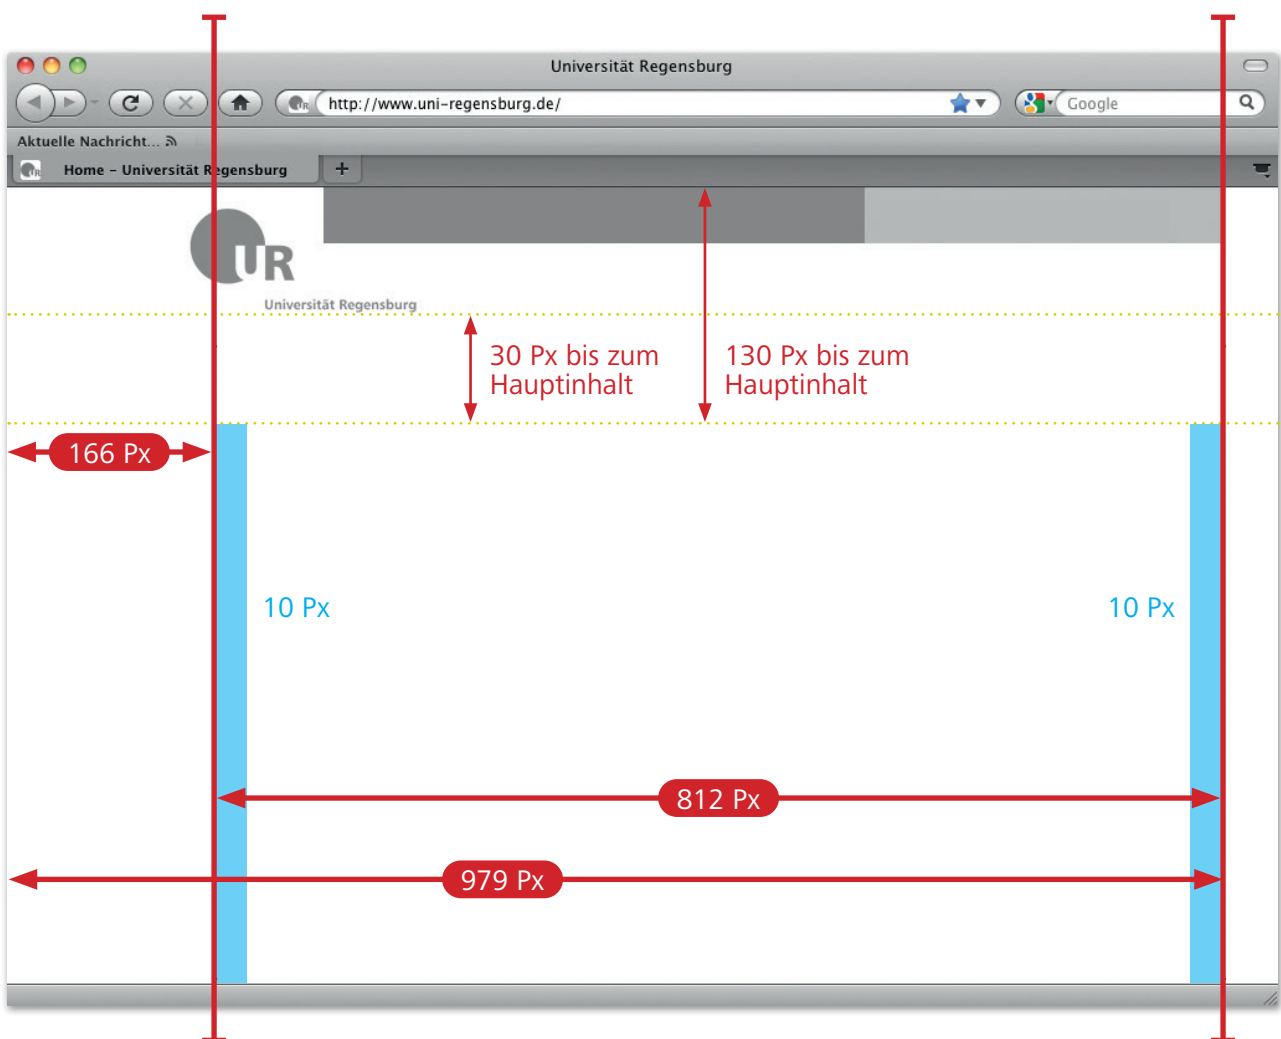 Universität Regensburg
http://www.uni-regensburg.de/
Google
Aktuelle Nachricht...
UR
Home – Universität Regensburg
+
UR
Universität Regensburg
30 Px bis zum
Hauptinhalt
130 Px bis zum
Hauptinhalt
166 Px
10 Px
10 Px
812 Px
979 Px